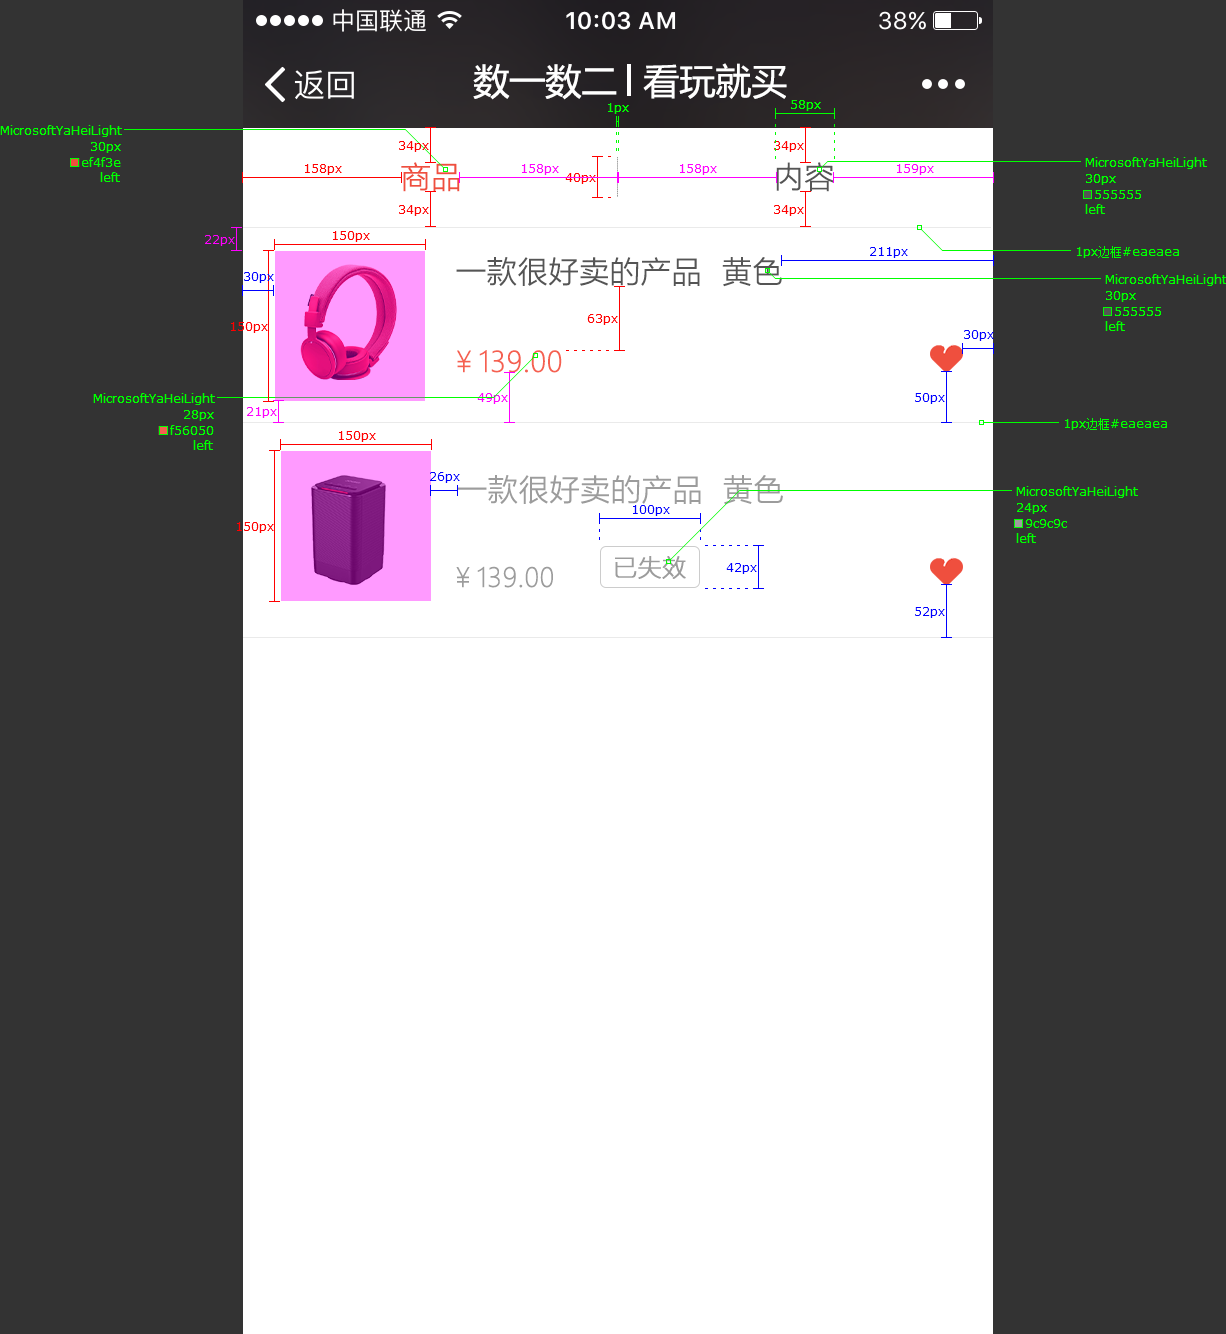 中国联通 10:03 AM 38%
返回 数一数二 | 看玩就买
1px 58px
MicrosoftYaHeiLight
30px
ef4f3e
left
34px 34px
158px 158px 40px 158px 159px
商品 内容
34px 34px
MicrosoftYaHeiLight
30px
555555
left
22px 150px 211px
1px边框#eaeaea
30px 一款很好卖的产品 黄色
MicrosoftYaHeiLight
30px
555555
left
150px 63px 30px
¥139.00
MicrosoftYaHeiLight
28px
f56050
left
49px 50px
21px
1px边框#eaeaea
150px
26px
一款很好卖的产品 黄色
MicrosoftYaHeiLight
24px
9c9c9c
left
100px
150px
¥139.00 已失效 42px
52px